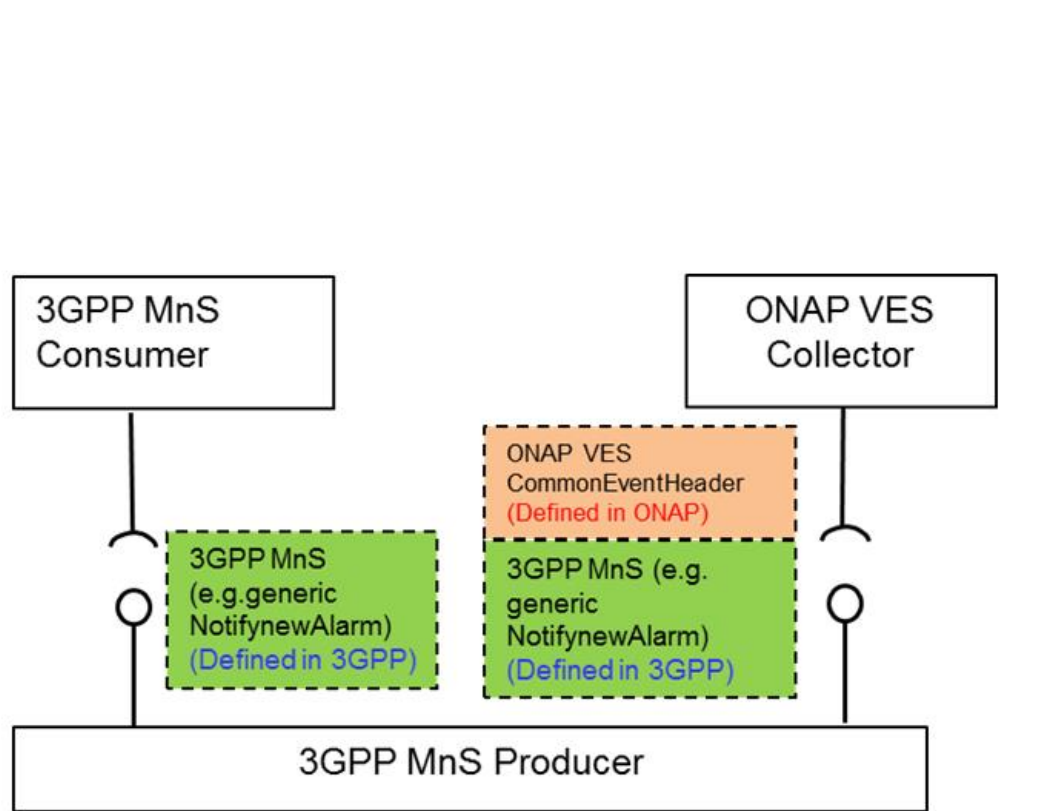 3GPP MnS
Consumer
ONAP VES
Collector
ONAP VES
CommonEventHeader
(Defined in ONAP)
3GPP MnS
(e.g.generic
NotifynewAlarm)
(Defined in 3GPP)
3GPP MnS (e.g.
generic
NotifynewAlarm)
(Defined in 3GPP)
3GPP MnS Producer